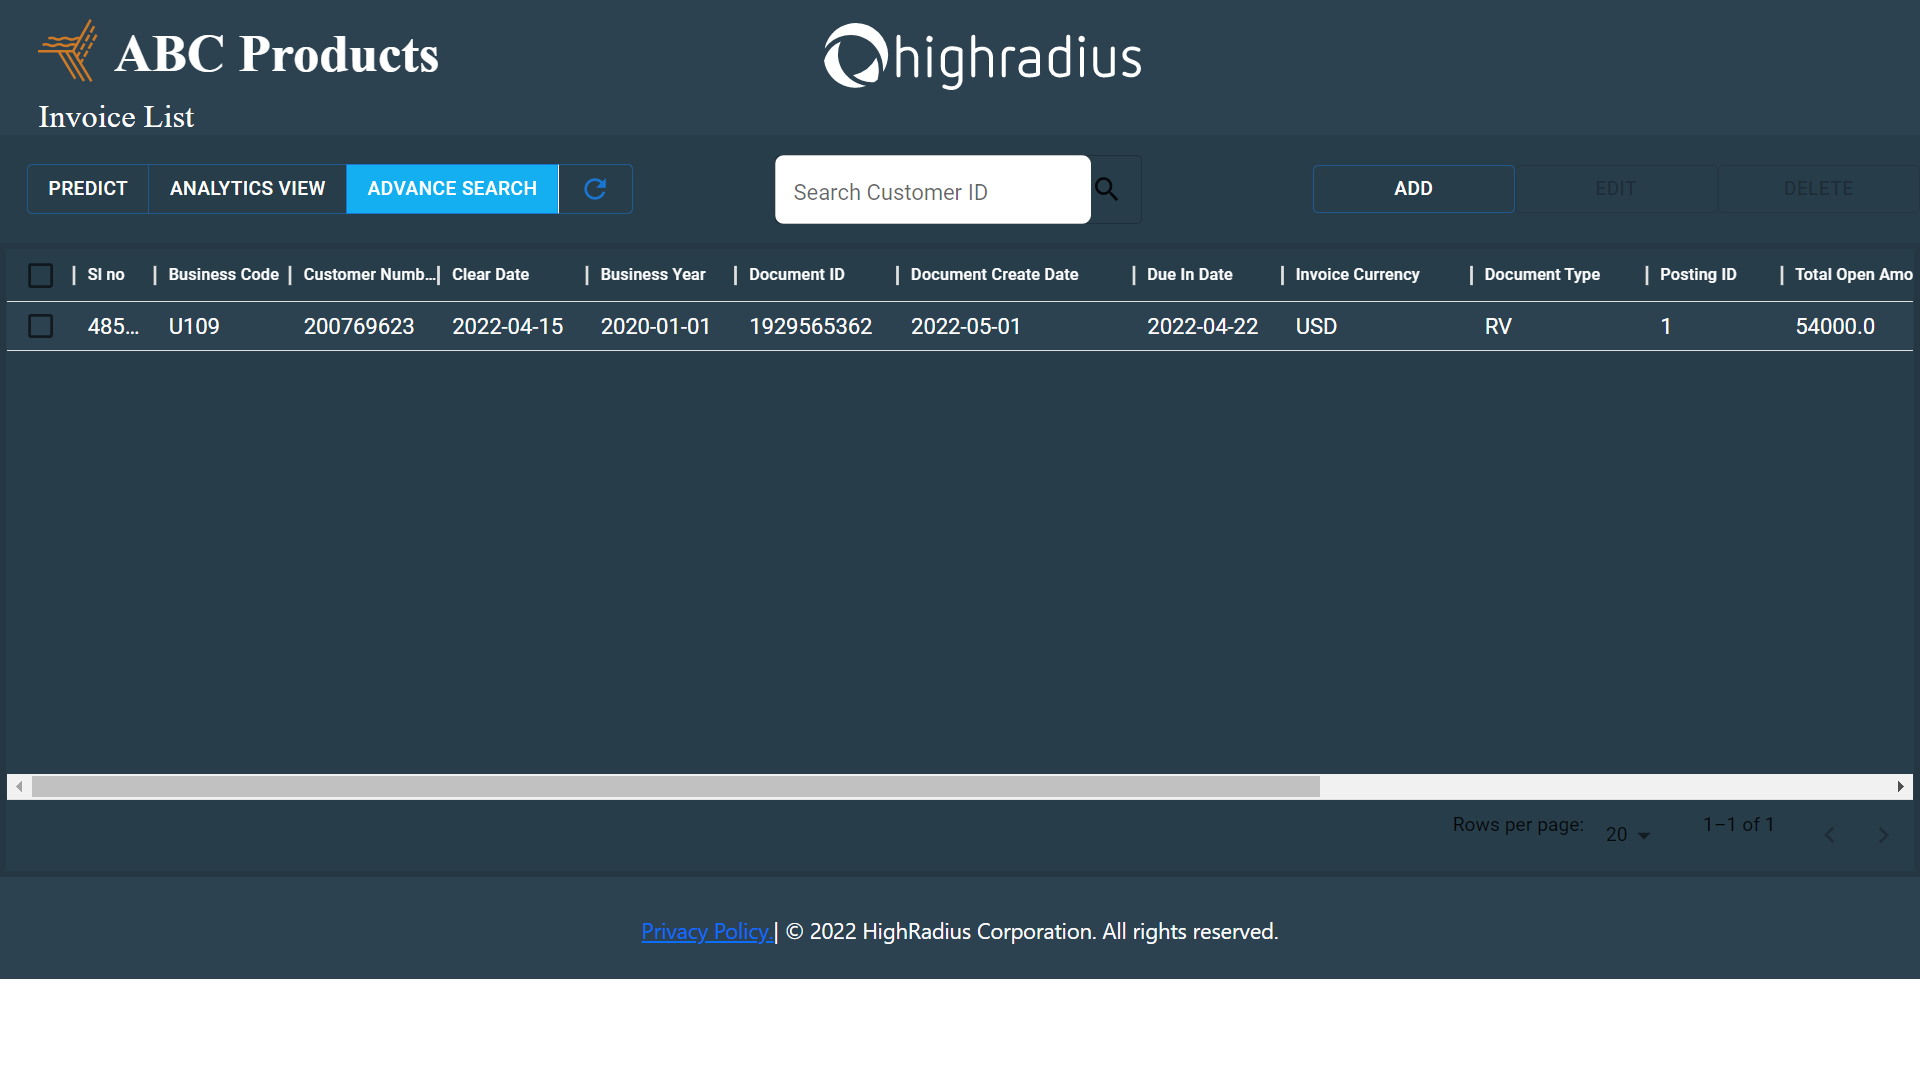 ABC Products
highradius
Invoice List
PREDICT ANALYTICS VIEW ADVANCE SEARCH Search Customer ID ADD EDIT DELETE
Sl no Business Code Customer Numb... Clear Date Business Year Document ID Document Create Date Due In Date Invoice Currency Document Type Posting ID Total Open Amo
485... U109 200769623 2022-04-15 2020-01-01 1929565362 2022-05-01 2022-04-22 USD RV 1 54000.0
Rows per page: 20 1–1 of 1
Privacy Policy | © 2022 HighRadius Corporation. All rights reserved.